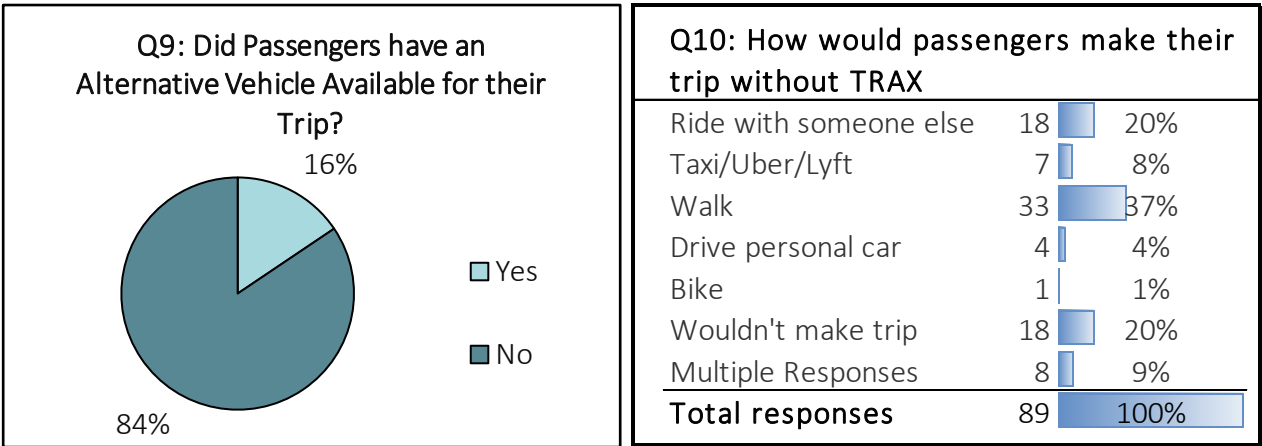 Q9: Did Passengers have an
Alternative Vehicle Available for their
Trip?
16%
Yes
No
84%
Q10: How would passengers make their
trip without TRAX
Ride with someone else 18 20%
Taxi/Uber/Lyft 7 8%
Walk 33 37%
Drive personal car 4 4%
Bike 1 1%
Wouldn't make trip 18 20%
Multiple Responses 8 9%
Total responses 89 100%